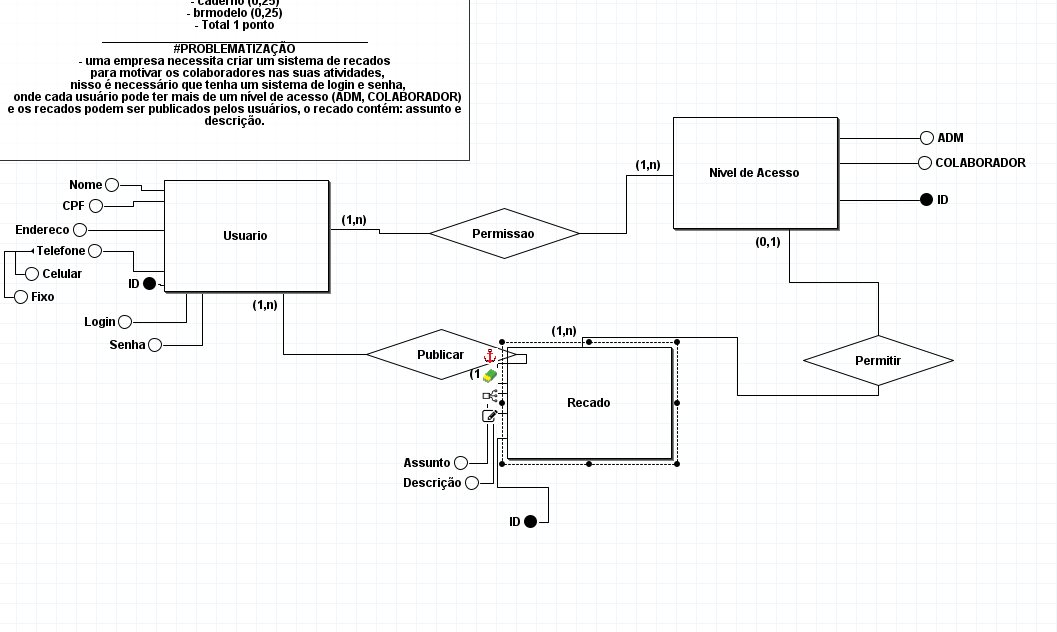 - caderno (0,25)
- brmodelo (0,25)
- Total 1 ponto
#PROBLEMATIZAÇÃO
- uma empresa necessita criar um sistema de recados
para motivar os colaboradores nas suas atividades,
nisso é necessário que tenha um sistema de login e senha,
onde cada usuário pode ter mais de um nível de acesso (ADM, COLABORADOR)
e os recados podem ser publicados pelos usuários, o recado contém: assunto e
descrição.
Nome
CPF
Endereco
Telefone
Celular
ID
Fixo
Login
Senha
Usuario
(1,n)
(1,n)
Permissao
(1,n)
Nivel de Acesso
ADM
COLABORADOR
ID
(0,1)
Permitir
Publicar
(1
(1,n)
Recado
Assunto
Descrição
ID